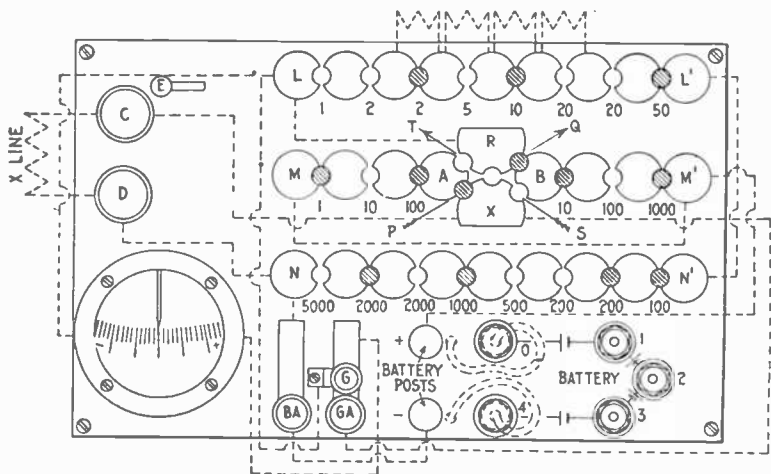 E
L
L'
1 2 2 5 10 20 20 50
C
X LINE
T
R
Q
M
A
B
M'
1 10 100
10 100 1000
D
P
X
S
N
N'
5000 2000 2000 1000 500 200 200 100
- +
+
BATTERY POSTS
-
0
4
BATTERY
1
2
3
G
BA
GA